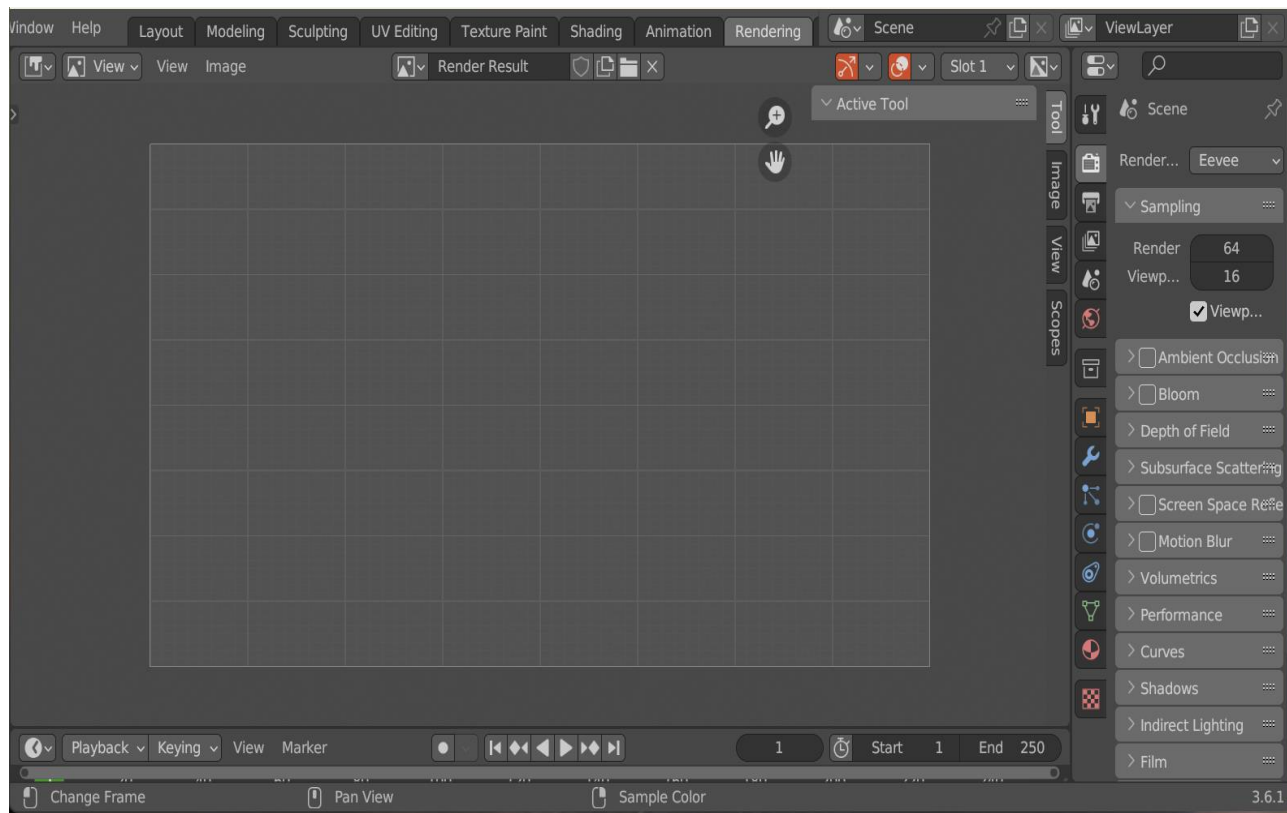 Window Help Layout Modeling Sculpting UV Editing Texture Paint Shading Animation Rendering Scene ViewLayer
View View Image Render Result Slot 1
Active Tool
Tool
Image
View
Scopes
Scene
Render... Eevee
Sampling
Render 64
Viewp... 16
Viewp...
Ambient Occlusion
Bloom
Depth of Field
Subsurface Scattering
Screen Space Refle
Motion Blur
Volumetrics
Performance
Curves
Shadows
Indirect Lighting
Film
Playback Keying View Marker 1 Start 1 End 250
Change Frame Pan View Sample Color 3.6.1